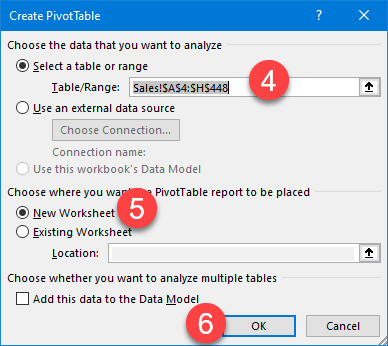 Create PivotTable
? ×
Choose the data that you want to analyze
Select a table or range
Table/Range: Sales!$A$4:$H$448 4
Use an external data source
Choose Connection...
Connection name:
Use this workbook's Data Model
Choose where you want PivotTable report to be placed
New Worksheet 5
Existing Worksheet
Location:
Choose whether you want to analyze multiple tables
Add this data to the Data Model
6 OK Cancel